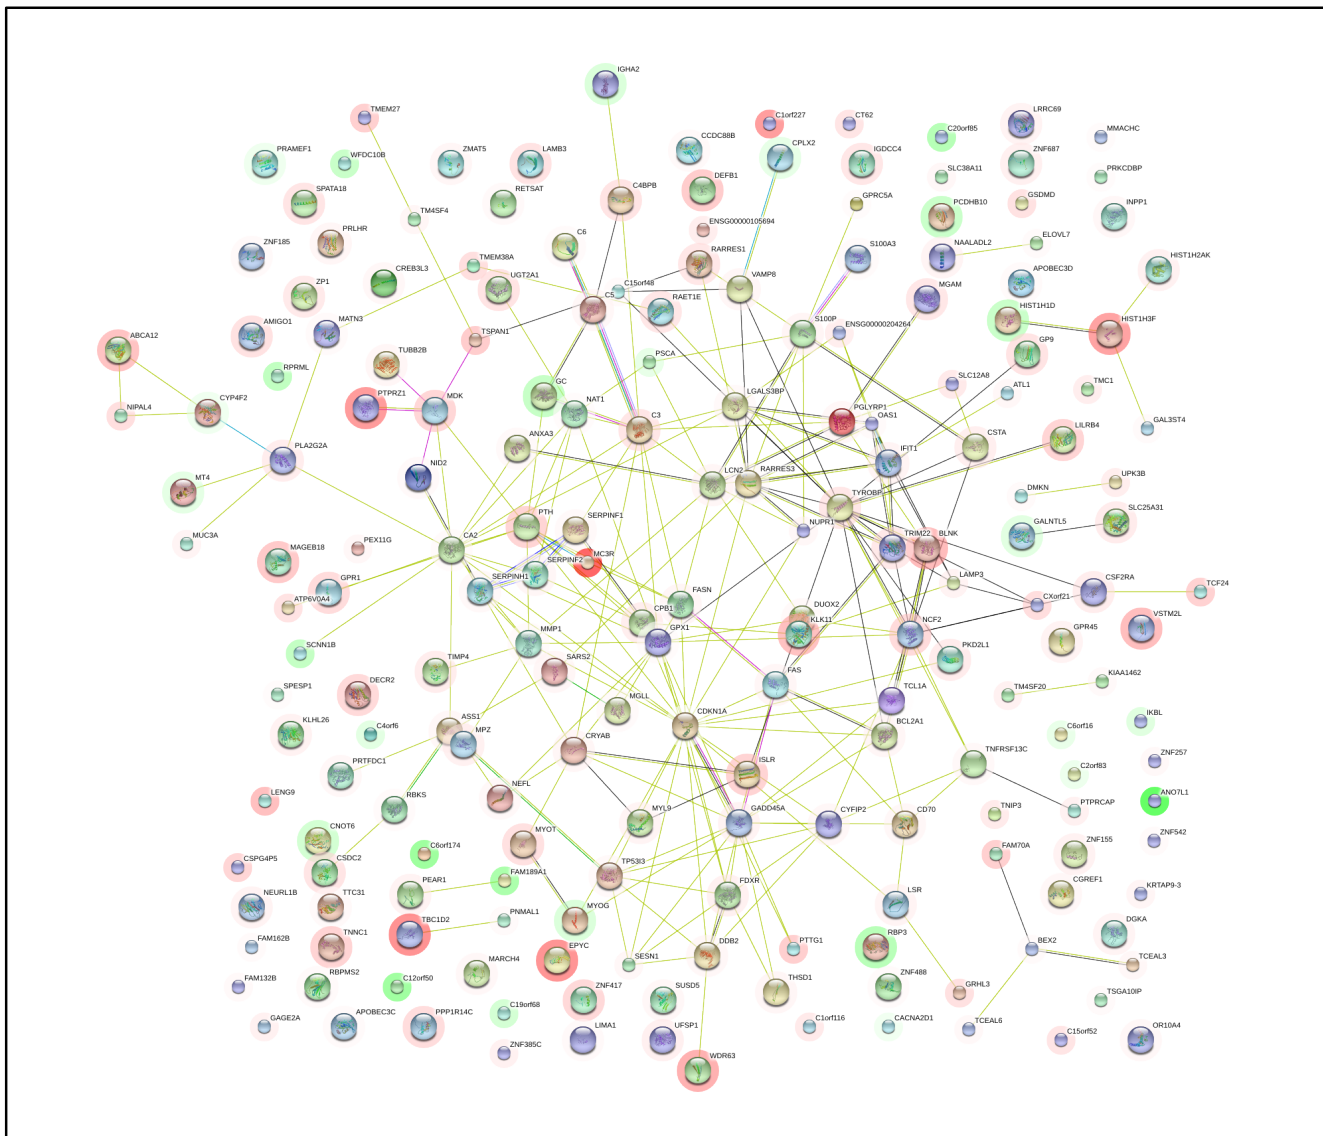 IGHA2
TMEM27
C1orf227
CT62
C20orf85
LRRC69
MMACHC
PRAMEF1
WFDC10B
ZMAT5
LAMB3
CCDC88B
CPLX2
IGDCC4
ZNF687
SLC38A11
PRKCDBP
SPATA18
RETSAT
C4BPB
DEFB1
GPRC5A
PCDHB10
GSDMD
INPP1
TM4SF4
ZNF185
PRLHR
C6
ENSG00000105694
S100A3
NAALADL2
ELOVL7
TMEM38A
RARRES1
CREB3L3
UGT2A1
C15orf48
VAMP8
APOBEC3D
HIST1H2AK
ZP1
MATN3
C5
RAET1E
MGAM
HIST1H1D
HIST1H3F
AMIGO1
TSPAN1
S100P
ENSG00000204264
ABCA12
TUBB2B
PSCA
GP9
RPRML
SLC12A8
ATL1
TMC1
NIPAL4
CYP4F2
PTPRZ1
MDK
GC
NAT1
LGALS3BP
PGLYRP1
OAS1
GAL3ST4
C3
CSTA
LILRB4
ANXA3
IFIT1
PLA2G2A
NID2
LCN2
RARRES3
UPK3B
MT4
DMKN
SLC25A31
TYROBP
MUC3A
PTH
SERPINF1
NUPR1
GALNTL5
PEX11G
CA2
TRIM22
BLNK
MAGEB18
SERPINF2
MC3R
GPR1
SERPINH1
LAMP3
CSF2RA
TCF24
ATP6V0A4
FASN
CXorf21
CPB1
DUOX2
VSTM2L
MMP1
GPX1
KLK11
NCF2
GPR45
SCNN1B
TIMP4
SARS2
PKD2L1
FAS
KIAA1462
SPESP1
DECR2
MGLL
TCL1A
TM4SF20
KLHL26
C4orf6
ASS1
CDKN1A
IKBL
MPZ
BCL2A1
C6orf16
CRYAB
ZNF257
PRTFDC1
ISLR
TNFRSF13C
C2orf83
NEFL
LENG9
RBKS
MYL9
GADD45A
CYFIP2
CD70
PTPRCAP
ANO7L1
CNOT6
MYOT
TNIP3
C6orf174
ZNF155
ZNF542
CSPG4P5
CSDC2
TP53I3
FAM70A
NEURL1B
TTC31
PEAR1
FAM189A1
FDXR
LSR
CGREF1
KRTAP9-3
TBC1D2
PNMAL1
MYOG
FAM162B
TNNC1
PTTG1
RBP3
BEX2
DGKA
EPYC
DDB2
TCEAL3
MARCH4
SESN1
FAM132B
RBPMS2
C12orf50
ZNF417
SUSD5
THSD1
ZNF488
GRHL3
TSGA10IP
C19orf68
GAGE2A
APOBEC3C
PPP1R14C
LIMA1
UFSP1
C1orf116
CACNA2D1
TCEAL6
C15orf52
OR10A4
ZNF385C
WDR63